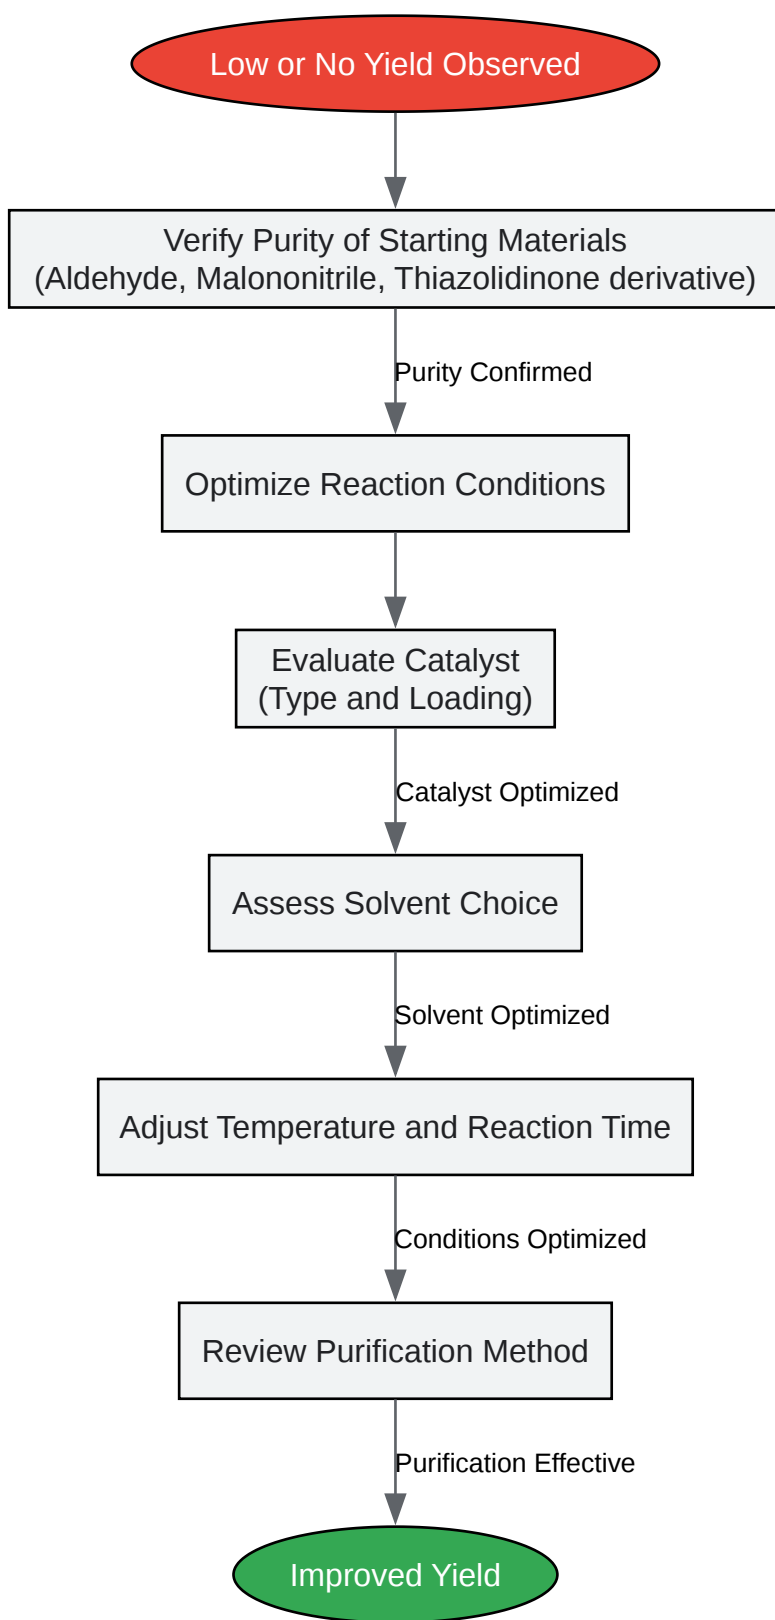 Low or No Yield Observed
Verify Purity of Starting Materials
(Aldehyde, Malononitrile, Thiazolidinone derivative)
Purity Confirmed
Optimize Reaction Conditions
Evaluate Catalyst
(Type and Loading)
Catalyst Optimized
Assess Solvent Choice
Solvent Optimized
Adjust Temperature and Reaction Time
Conditions Optimized
Review Purification Method
Purification Effective
Improved Yield